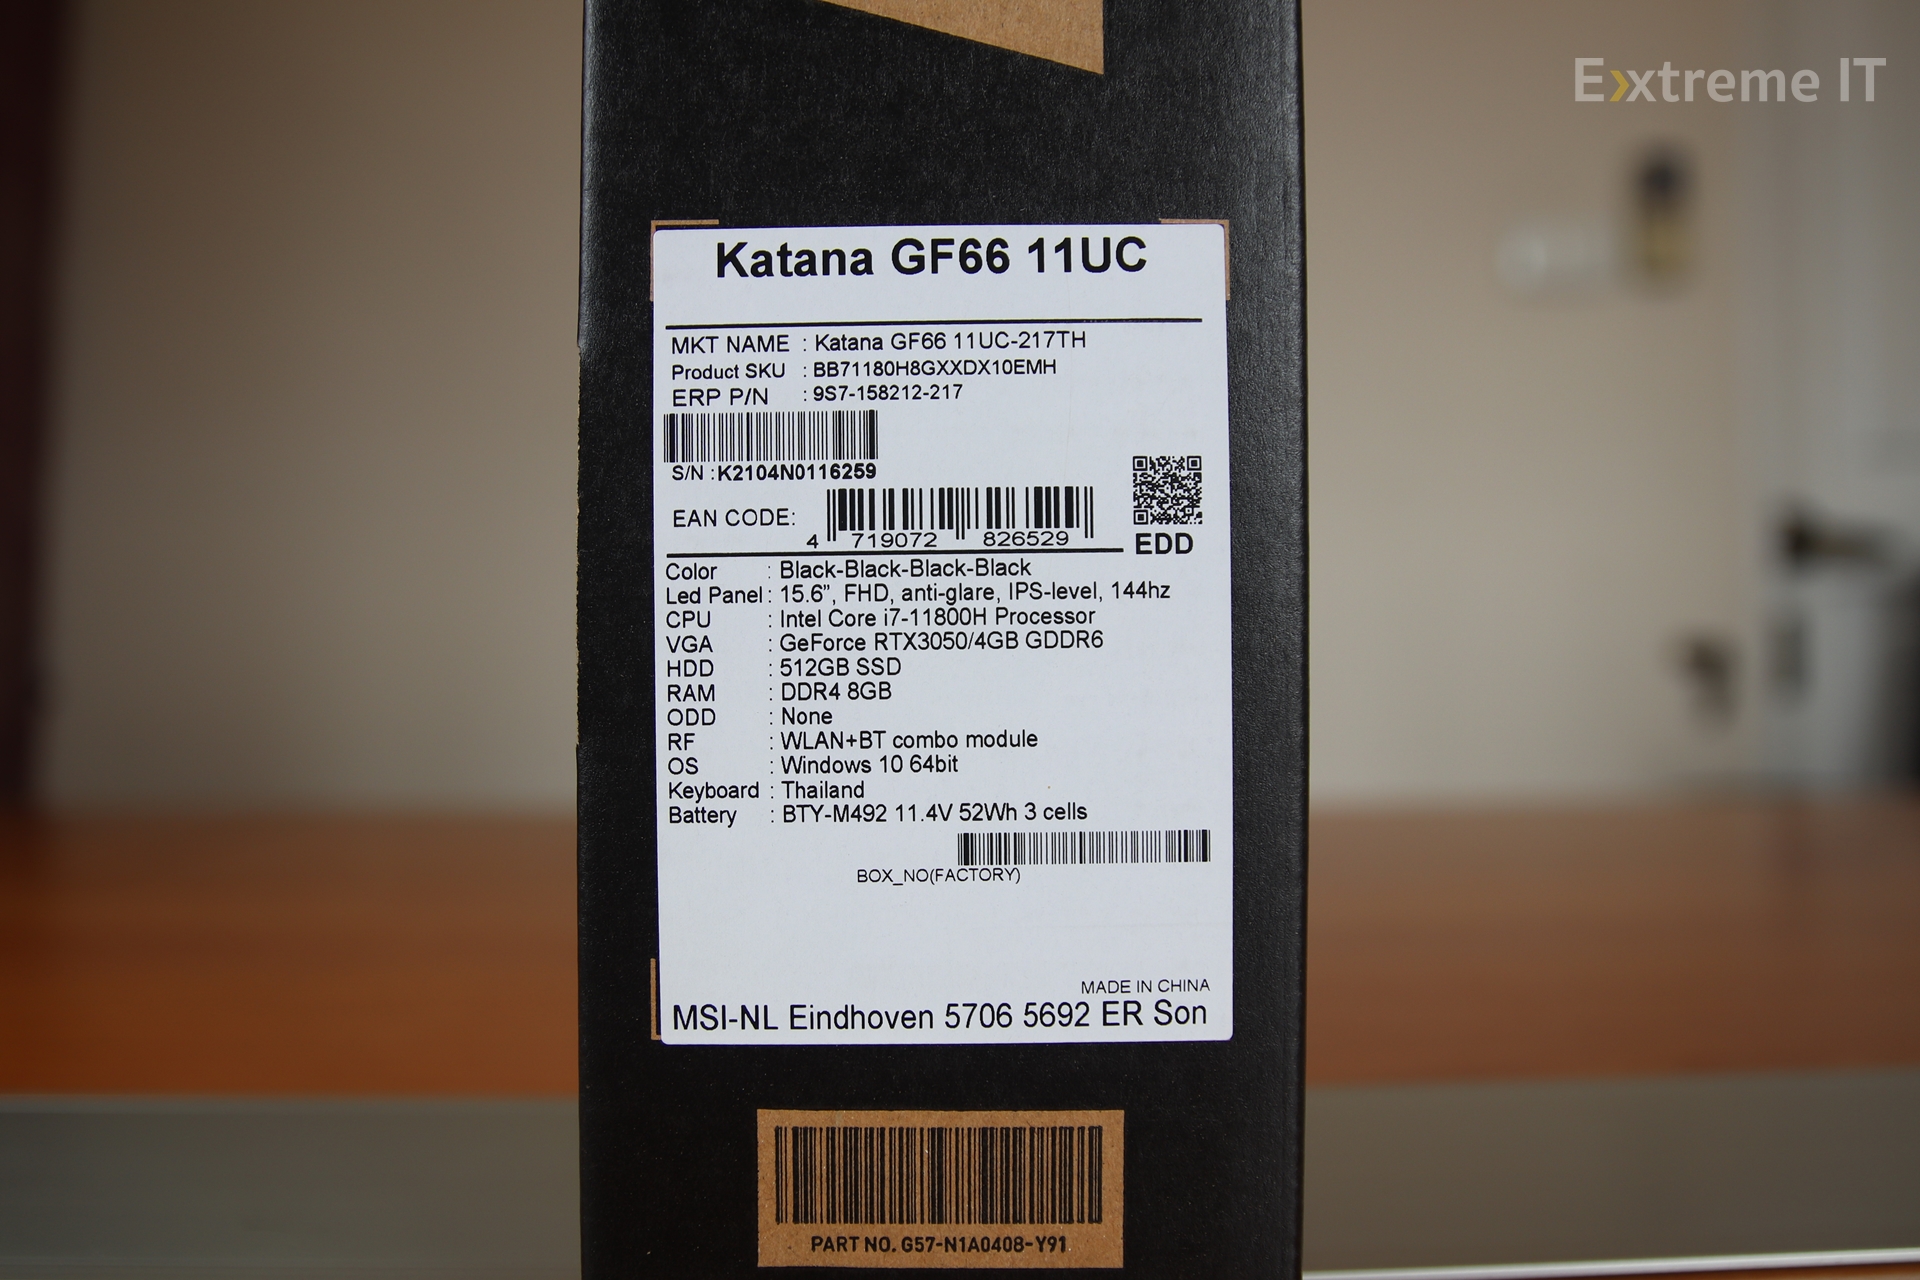 Extreme IT
Katana GF66 11UC
MKT NAME : Katana GF66 11UC-217TH
Product SKU : BB71180H8GXXDX10EMH
ERP P/N : 9S7-158212-217
S/N :K2104N0116259
EAN CODE:
4 719072 826529
EDD
Color : Black-Black-Black-Black
Led Panel : 15.6”, FHD, anti-glare, IPS-level, 144hz
CPU : Intel Core i7-11800H Processor
VGA : GeForce RTX3050/4GB GDDR6
HDD : 512GB SSD
RAM : DDR4 8GB
ODD : None
RF : WLAN+BT combo module
OS : Windows 10 64bit
Keyboard : Thailand
Battery : BTY-M492 11.4V 52Wh 3 cells
BOX_NO(FACTORY)
MADE IN CHINA
MSI-NL Eindhoven 5706 5692 ER Son
PART NO. G57-N1A0408-Y91